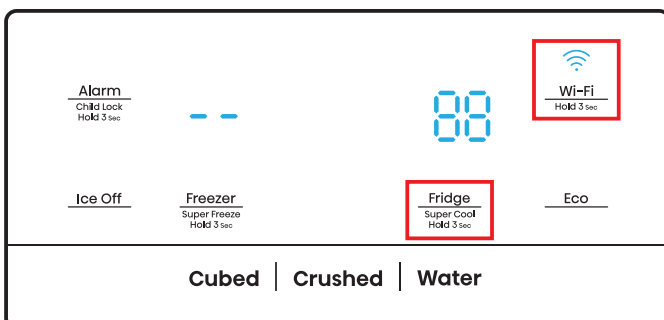 Alarm
Child Lock
Hold 3 Sec
- -
88
Wi-Fi
Hold 3 Sec
Ice Off
Freezer
Super Freeze
Hold 3 Sec
Fridge
Super Cool
Hold 3 Sec
Eco
Cubed | Crushed | Water